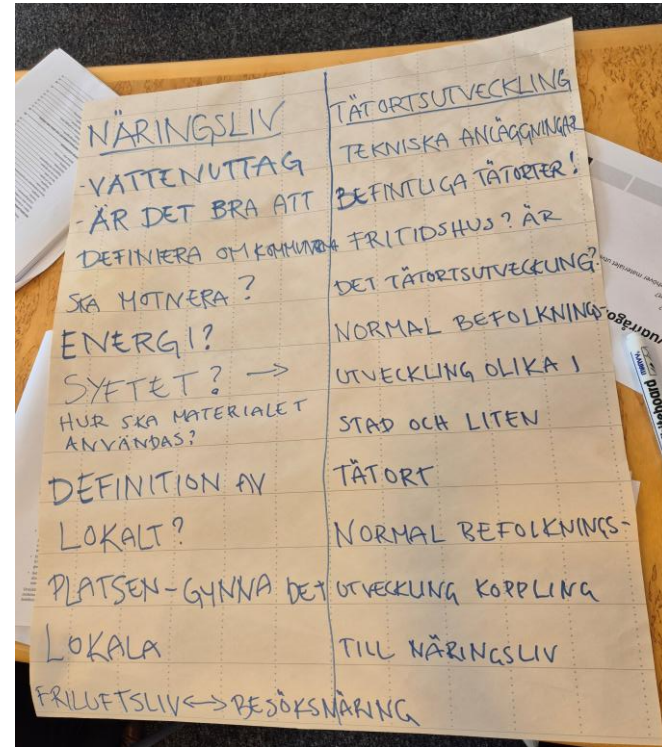 NÄRINGSLIV
-VATTENUTTAG
-ÄR DET BRA ATT
DEFINIERA OM KOMMUNERNA
SKA MOTIVERA?
ENERGI?
SYFTET? →
HUR SKA MATERIALET
ANVÄNDAS?
DEFINITION AV
LOKALT?
PLATSEN-GYNNA DET
LOKALA
FRILUFTSLIV<->BESÖKSNÄRING
TÄTORTSUTVECKLING
TEKNISKA ANLÄGGNINGAR
BEFINTLIGA TÄTORTER!
FRITIDSHUS? ÄR
DET TÄTORTSUTVECKLING?
NORMAL BEFOLKNINGS-
UTVECKLING OLIKA I
STAD OCH LITEN
TÄTORT
NORMAL BEFOLKNINGS-
UTVECKLING KOPPLING
TILL NÄRINGSLIV